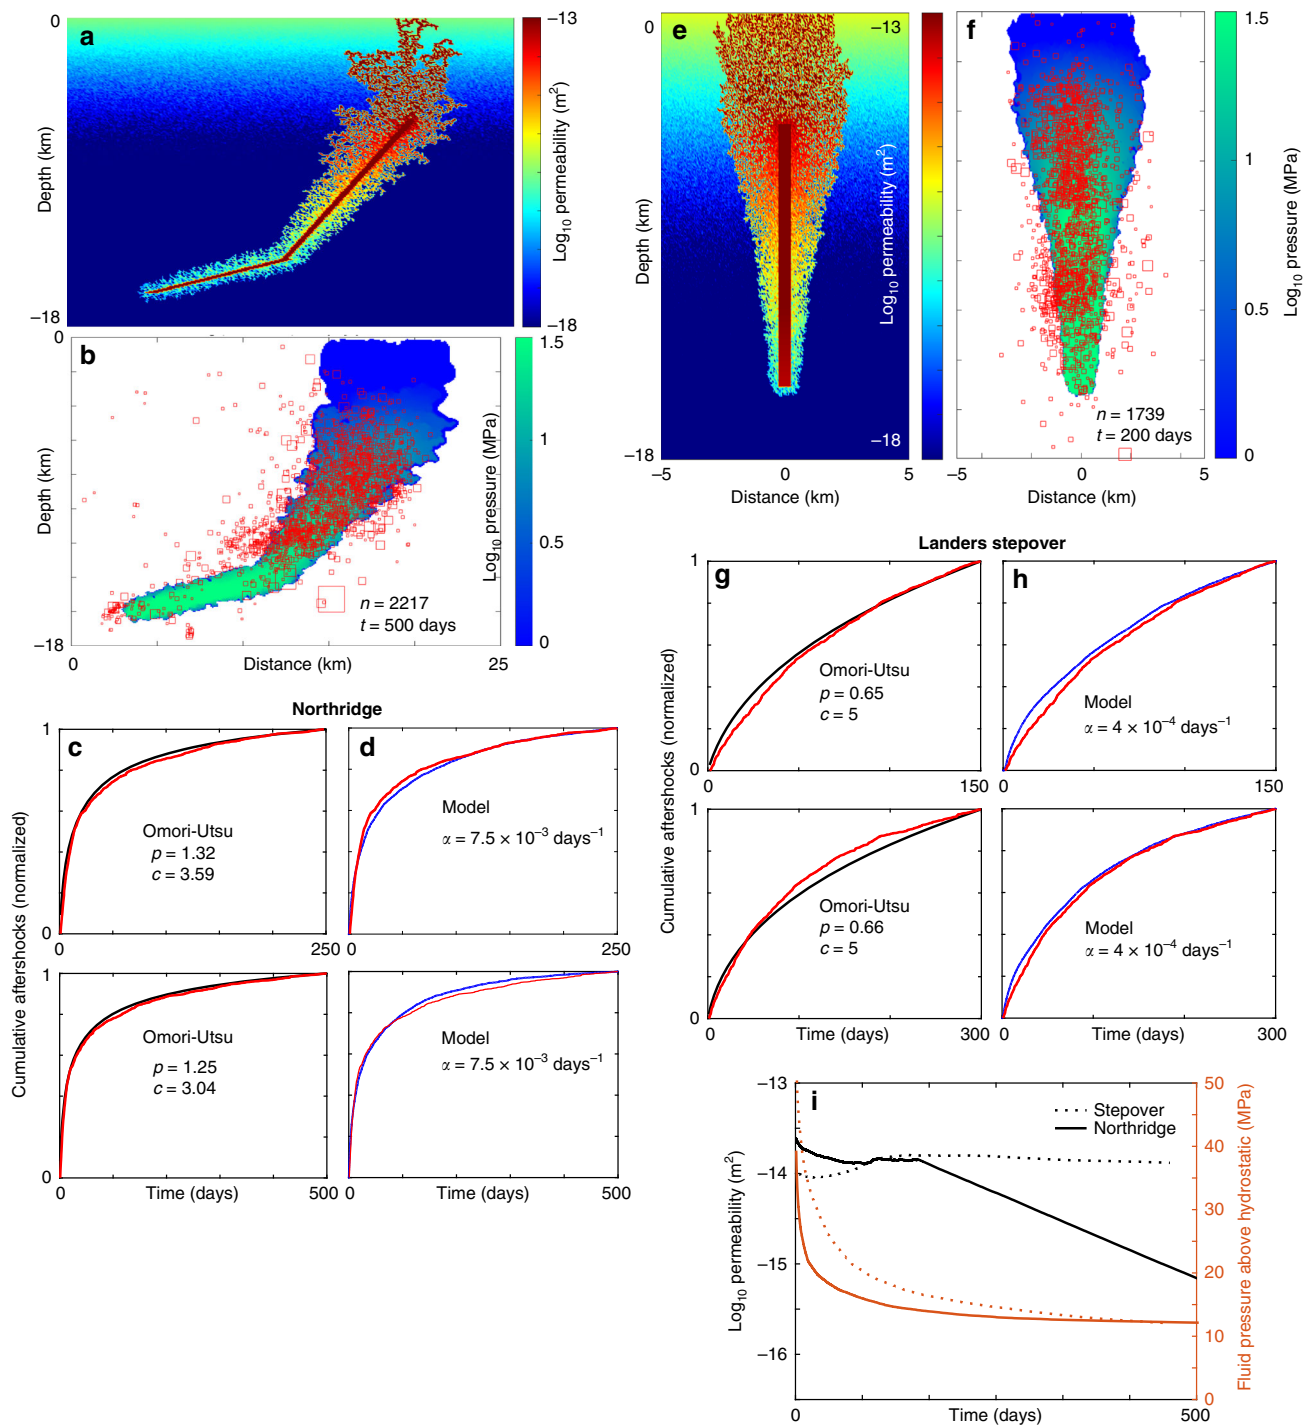 a
0
Depth (km)
−18
−13
Log10 permeability (m2)
−18
b
0
Depth (km)
−18
0
Distance (km)
25
n = 2217
t = 500 days
1.5
1
0.5
0
Log10 pressure (MPa)
Northridge
Cumulative aftershocks (normalized)
c
1
0
0
250
Omori-Utsu
p = 1.32
c = 3.59
d
Model
α = 7.5 × 10−3 days−1
0
250
1
0
0
500
Omori-Utsu
p = 1.25
c = 3.04
Time (days)
Model
α = 7.5 × 10−3 days−1
0
500
Time (days)
e
0
Depth (km)
−18
−5
0
5
Distance (km)
−13
Log10 permeability (m2)
−18
f
n = 1739
t = 200 days
−5
0
5
Distance (km)
1.5
1
0.5
0
Log10 pressure (MPa)
Landers stepover
Cumulative aftershocks (normalized)
g
1
0
0
150
Omori-Utsu
p = 0.65
c = 5
h
Model
α = 4 × 10−4 days−1
0
150
1
0
0
300
Omori-Utsu
p = 0.66
c = 5
Time (days)
Model
α = 4 × 10−4 days−1
0
300
Time (days)
i
Stepover
Northridge
−13
−14
−15
−16
Log10 permeability (m2)
50
40
30
20
10
0
Fluid pressure above hydrostatic (MPa)
0
500
Time (days)